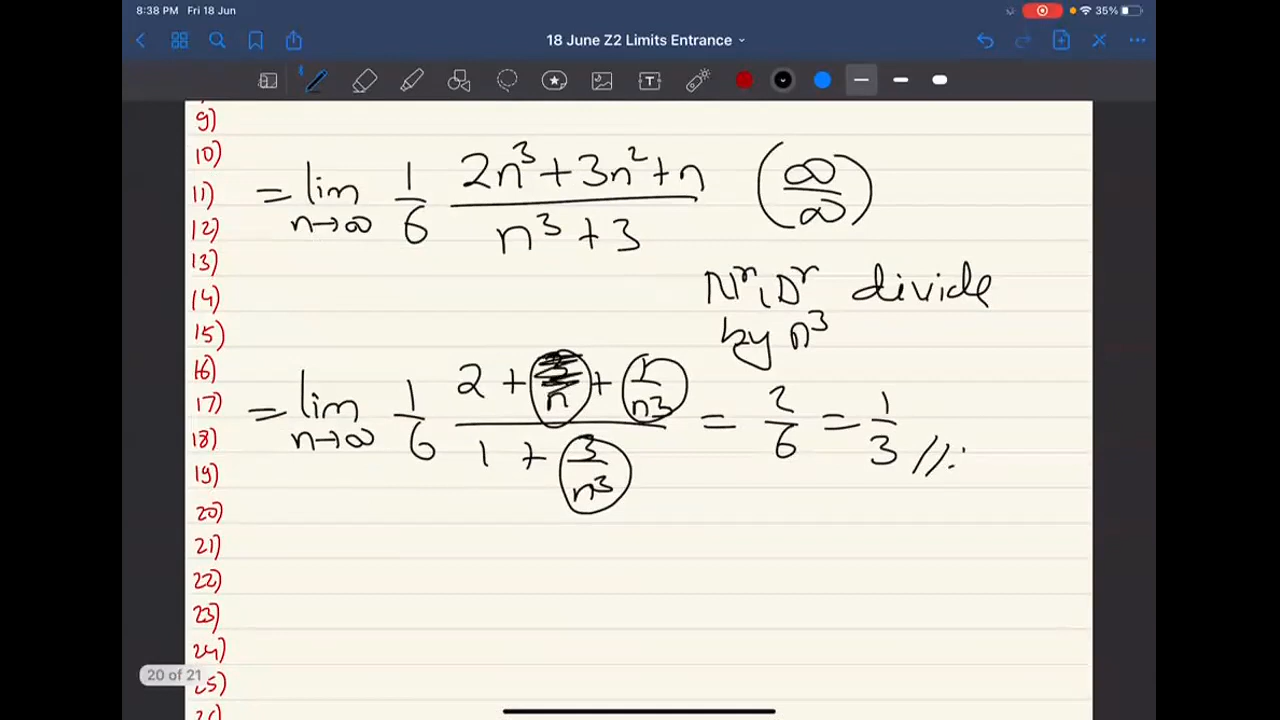 8:38 PM Fri 18 Jun 35%
18 June Z2 Limits Entrance
9)
10)
11)
12)
13)
14)
15)
16)
17)
18)
19)
20)
21)
22)
23)
24)
25)
= lim n→∞ 1/6 (2n³+3n²+n)/(n³+3) (∞/∞)
Nʳ, Dʳ divide
by n³
= lim n→∞ 1/6 (2 + 3/n + 1/n³)/(1 + 3/n³) = 2/6 = 1/3 //.
20 of 21